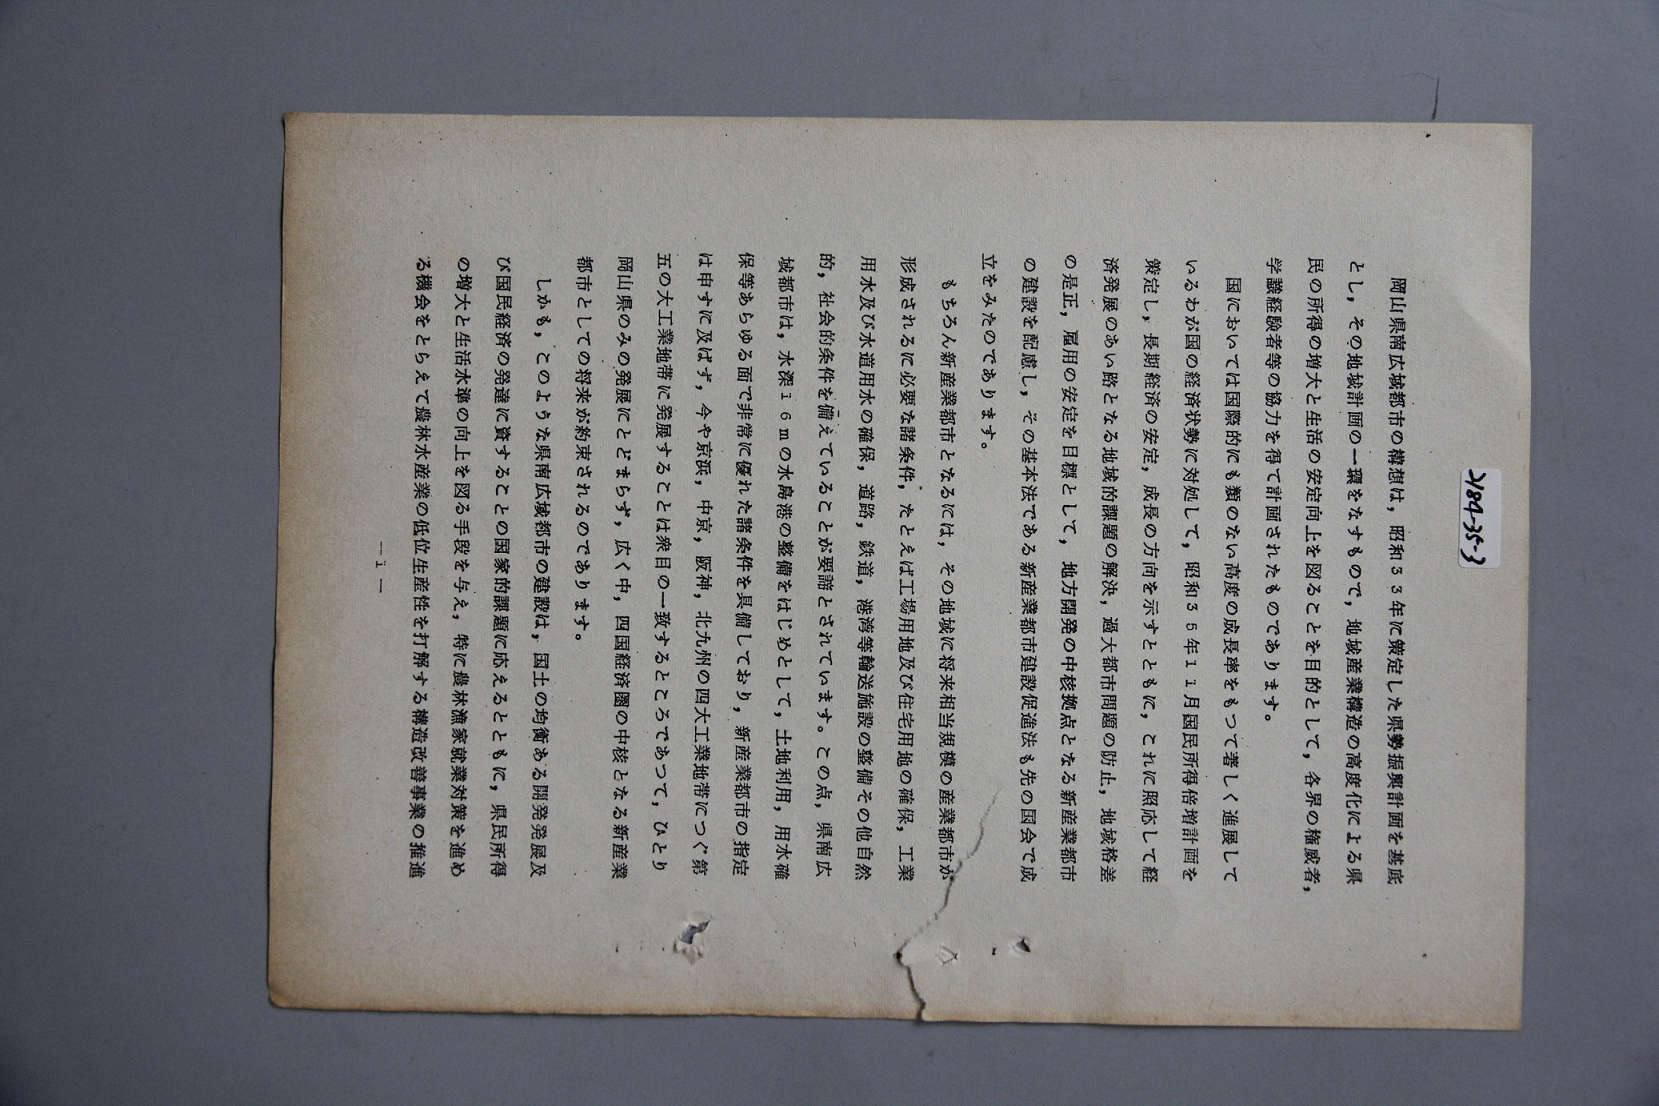 2184-35-3
岡山県南広域都市の構想は，昭和33年に策定した県勢振興計画を基底
とし，その地域計画の一環をなすもので，地域産業構造の高度化による県
民の所得の増大と生活の安定向上を図ることを目的として，各界の権威者，
学識経験者等の協力を得て計画されたものであります。
国においては国際的にも類のない高度の成長率をもつて著しく進展して
いるわが国の経済状勢に対処して，昭和35年11月国民所得倍増計画を
策定し，長期経済の安定，成長の方向を示すとともに，これに照応して経
済発展のあい路となる地域的課題の解決，過大都市問題の防止，地域格差
の是正，雇用の安定を目標として，地方開発の中核拠点となる新産業都市
の建設を配慮し，その基本法である新産業都市建設促進法も先の国会で成
立をみたのであります。
もちろん新産業都市となるには，その地域に将来相当規模の産業都市が
形成されるに必要な諸条件，たとえば工場用地及び住宅用地の確保，工業
用水及び水道用水の確保，道路，鉄道，港湾等輸送施設の整備その他自然
的，社会的条件を備えていることが要諦とされています。この点，県南広
域都市は，水深16mの水島港の整備をはじめとして，土地利用，用水確
保等あらゆる面で非常に優れた諸条件を具備しており，新産業都市の指定
は申すに及ばず，今や京浜，中京，阪神，北九州の四大工業地帯につぐ第
五の大工業地帯に発展することは衆目の一致するところであつて，ひとり
岡山県のみの発展にとどまらず，広く中，四国経済圏の中核となる新産業
都市としての将来が約束されるのであります。
しかも，このような県南広域都市の建設は，国土の均衡ある開発発展及
び国民経済の発達に資することの国家的課題に応えるとともに，県民所得
の増大と生活水準の向上を図る手段を与え，特に農林漁家就業対策を進め
る機会をとらえて農林水産業の低位生産性を打解する構造改善事業の推進
—1—